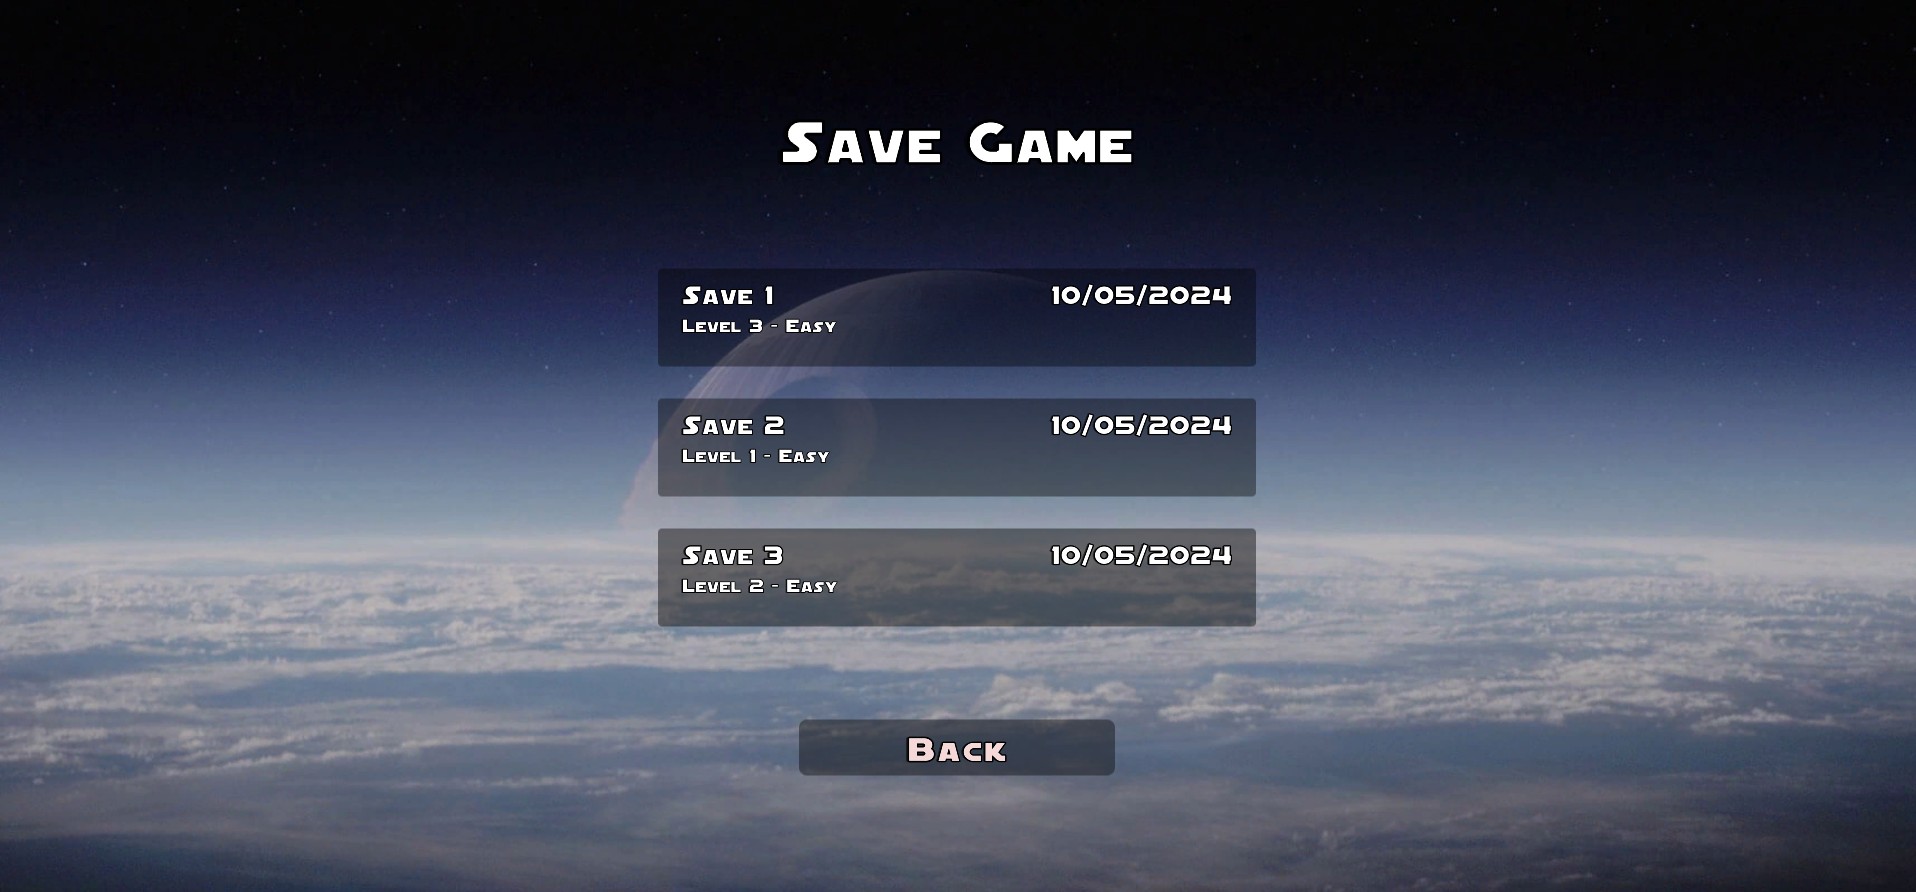 Save Game
Save 1 10/05/2024
Level 3 - Easy
Save 2 10/05/2024
Level 1 - Easy
Save 3 10/05/2024
Level 2 - Easy
Back